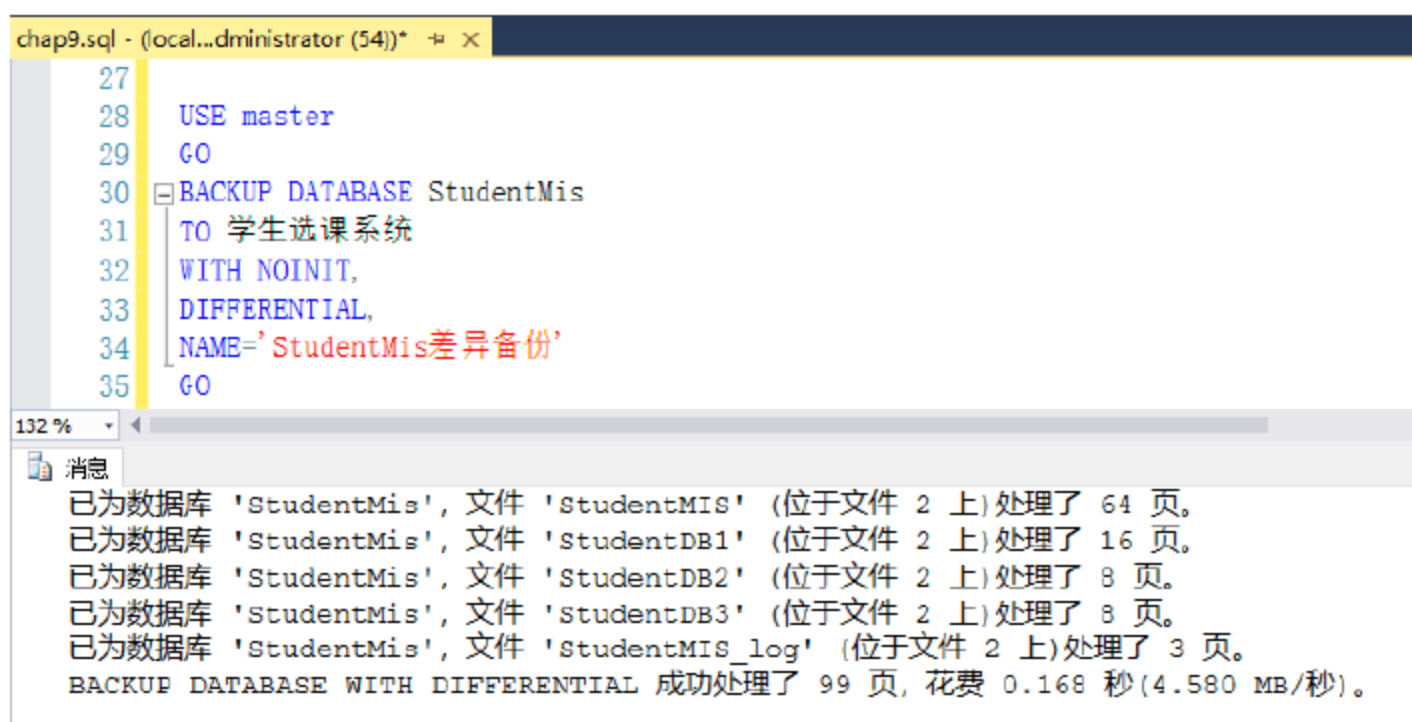 chap9.sql - (local...dministrator (54))*
27
28 USE master
29 GO
30 BACKUP DATABASE StudentMis
31 TO 学生选课系统
32 WITH NOINIT,
33 DIFFERENTIAL,
34 NAME='StudentMis差异备份'
35 GO
132 %
消息
已为数据库 'StudentMis', 文件 'StudentMIS' (位于文件 2 上)处理了 64 页。
已为数据库 'StudentMis', 文件 'StudentDB1' (位于文件 2 上)处理了 16 页。
已为数据库 'StudentMis', 文件 'StudentDB2' (位于文件 2 上)处理了 8 页。
已为数据库 'StudentMis', 文件 'StudentDB3' (位于文件 2 上)处理了 8 页。
已为数据库 'StudentMis', 文件 'StudentMIS_log' (位于文件 2 上)处理了 3 页。
BACKUP DATABASE WITH DIFFERENTIAL 成功处理了 99 页, 花费 0.168 秒(4.580 MB/秒)。